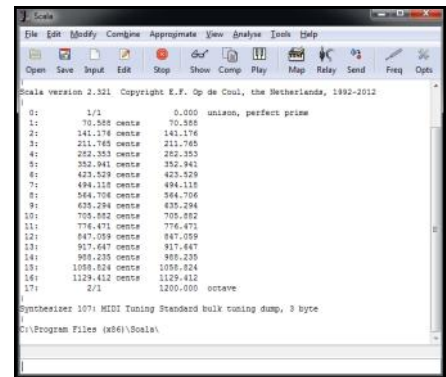 Scala
File Edit Modify Combine Approximate View Analyse Tools Help
Open Save Input Edit Stop Show Comp Play Map Relay Send Freq Opts
Scala version 2.321 Copyright E.F. Op de Coul, the Netherlands, 1992-2012
|
0: 1/1 0.000 unison, perfect prime
1: 70.588 cents 70.588
2: 141.176 cents 141.176
3: 211.765 cents 211.765
4: 282.353 cents 282.353
5: 352.941 cents 352.941
6: 423.529 cents 423.529
7: 494.118 cents 494.118
8: 564.706 cents 564.706
9: 635.294 cents 635.294
10: 705.882 cents 705.882
11: 776.471 cents 776.471
12: 847.059 cents 847.059
13: 917.647 cents 917.647
14: 988.235 cents 988.235
15: 1058.824 cents 1058.824
16: 1129.412 cents 1129.412
17: 2/1 1200.000 octave
|
Synthesizer 107: MIDI Tuning Standard bulk tuning dump, 3 byte
|
C:\Program Files (x86)\Scala\